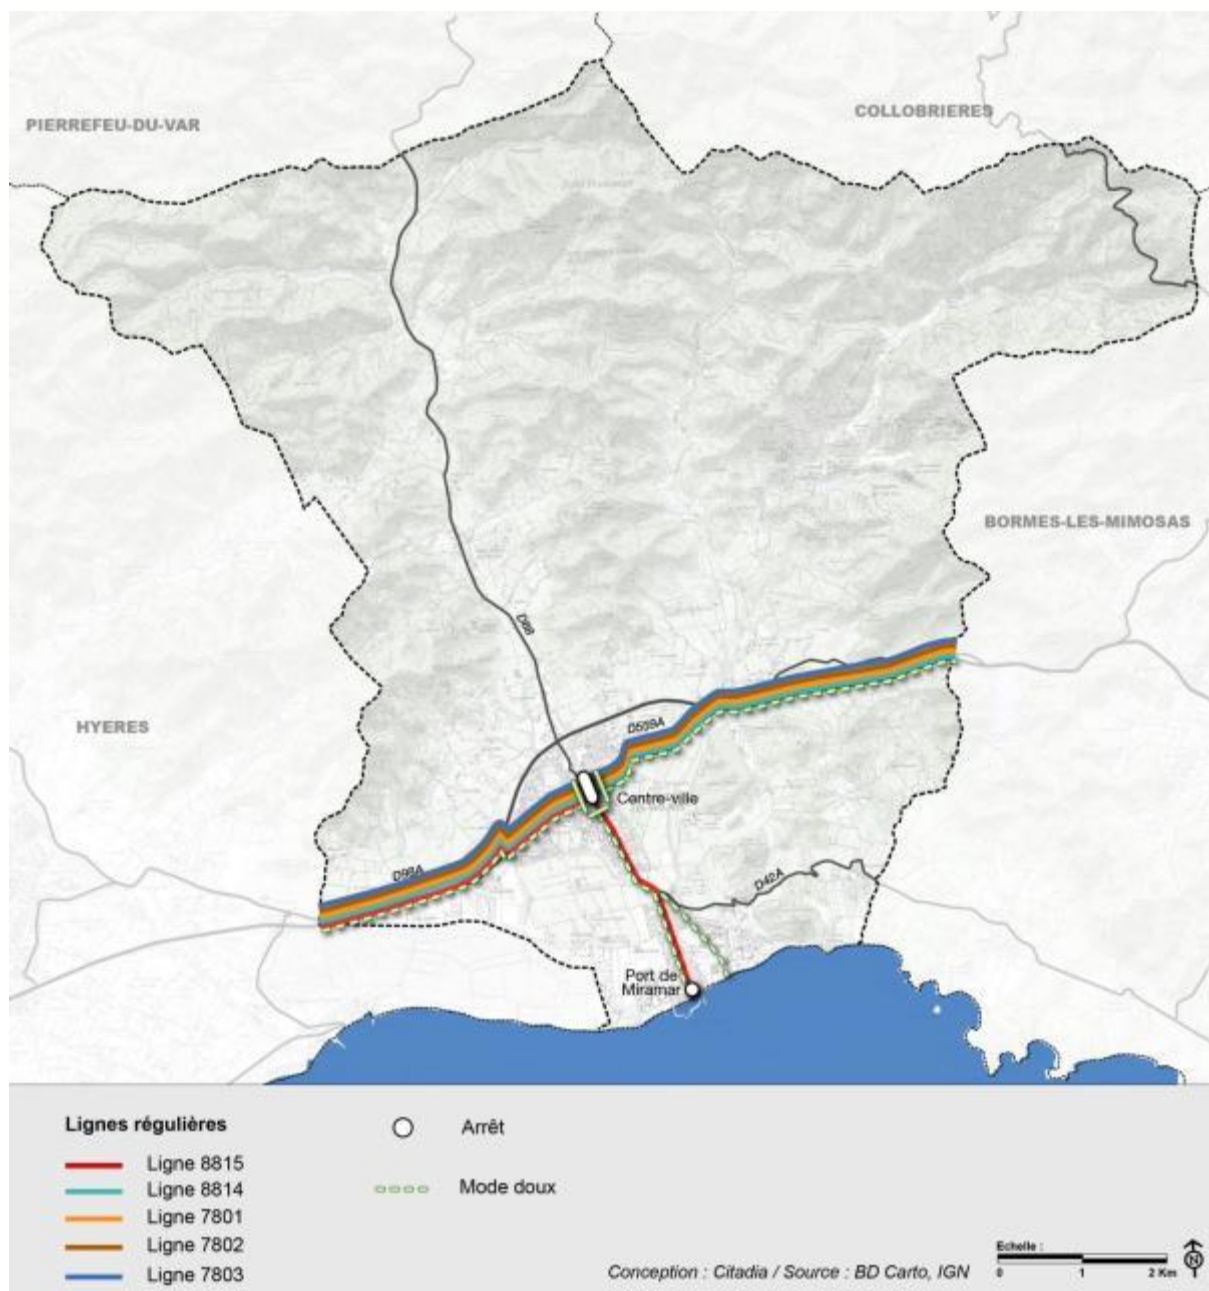 PIERREFEU-DU-VAR
COLLOBRIERES
BORMES-LES-MIMOSAS
D88
HYERES
D559A
Centre-ville
D98A
D42A
Port de
Miramar
Lignes régulières
Ligne 8815
Ligne 8814
Ligne 7801
Ligne 7802
Ligne 7803
Arrêt
Mode doux
Conception : Citadia / Source : BD Carto, IGN
Echelle :
0 1 2 Km
N